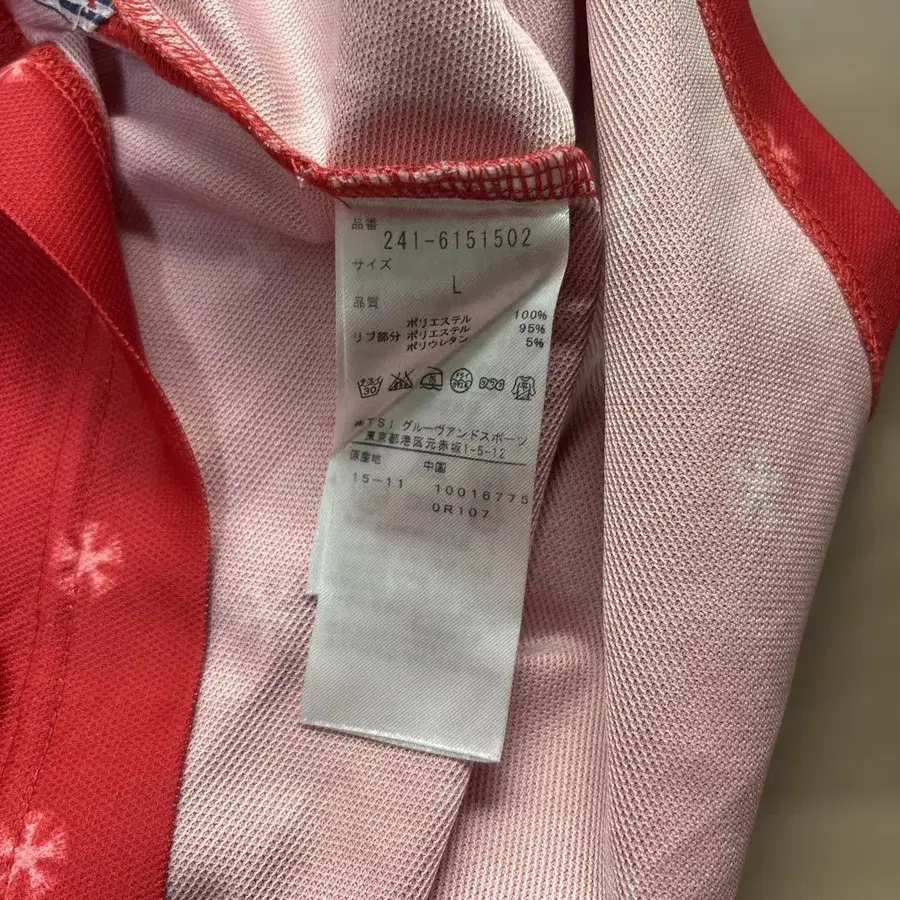 品番
241-6151502
サイズ
L
品質
ポリエステル 100%
リブ部分 ポリエステル 95%
ポリウレタン 5%
30
㈱TSI グルーヴアンドスポーツ
東京都港区元赤坂1-5-12
原産地 中国
15-11 10016775
0R107